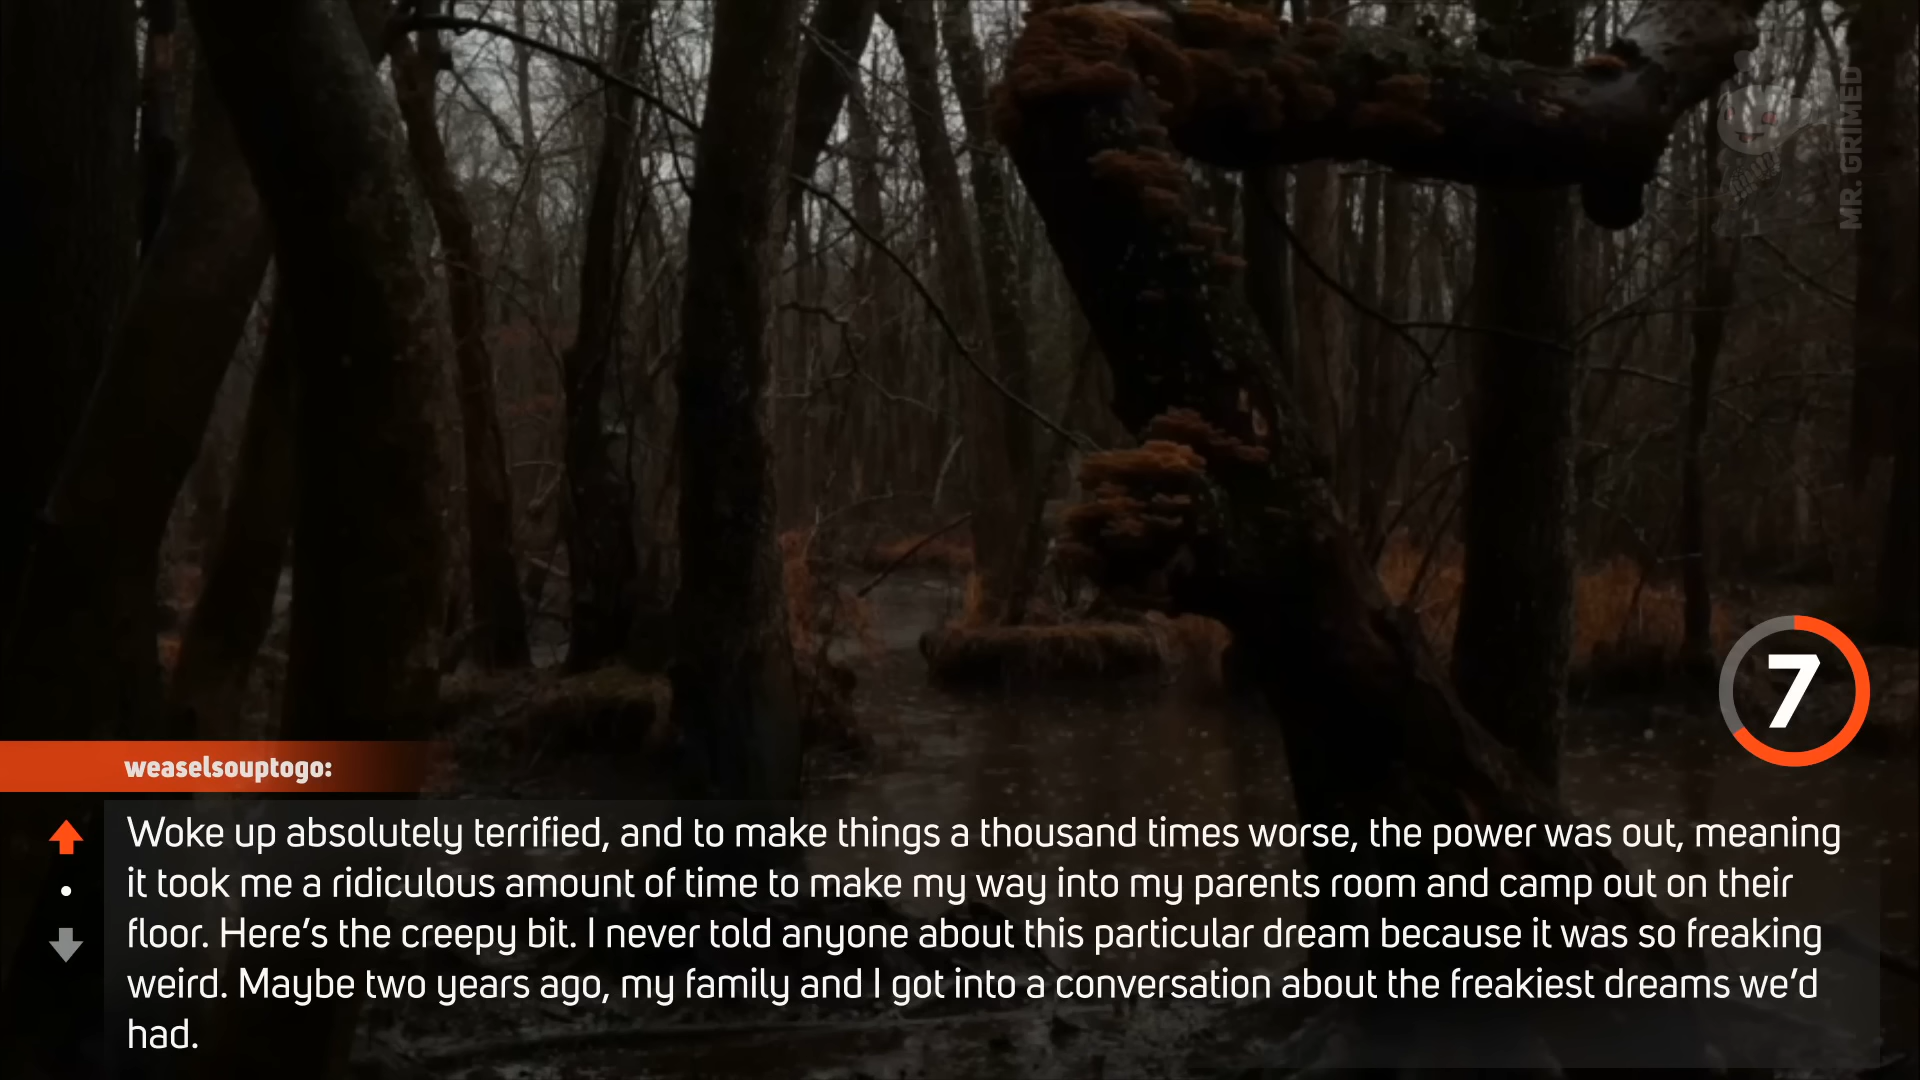 MR. GRIMED
7
weaselsouptogo:
Woke up absolutely terrified, and to make things a thousand times worse, the power was out, meaning
it took me a ridiculous amount of time to make my way into my parents room and camp out on their
floor. Here’s the creepy bit. I never told anyone about this particular dream because it was so freaking
weird. Maybe two years ago, my family and I got into a conversation about the freakiest dreams we’d
had.